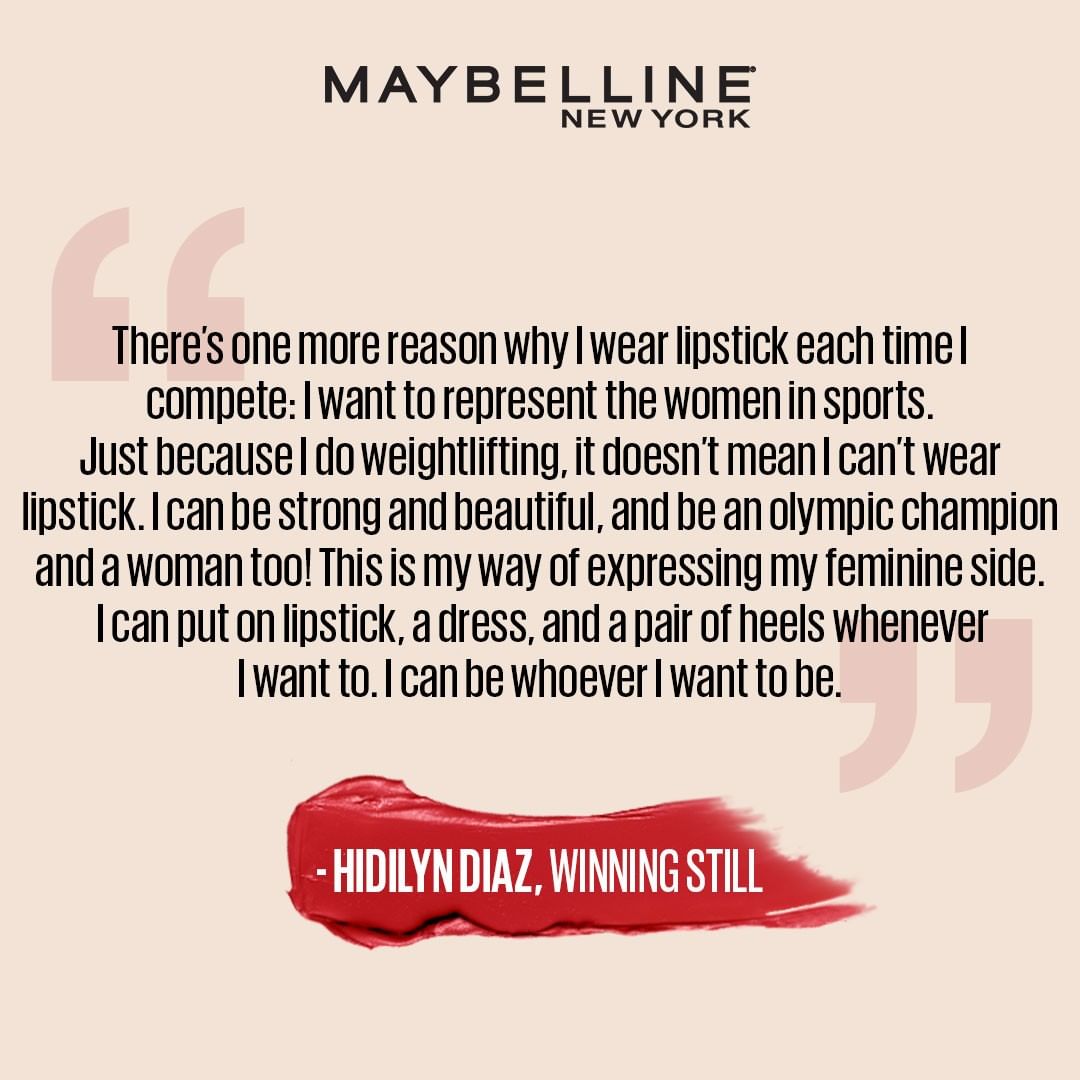 MAYBELLINE®
NEW YORK
“
There’s one more reason why I wear lipstick each time I
compete: I want to represent the women in sports.
Just because I do weightlifting, it doesn’t mean I can’t wear
lipstick. I can be strong and beautiful, and be an olympic champion
and a woman too! This is my way of expressing my feminine side.
I can put on lipstick, a dress, and a pair of heels whenever
I want to. I can be whoever I want to be.
”
- HIDILYN DIAZ, WINNING STILL